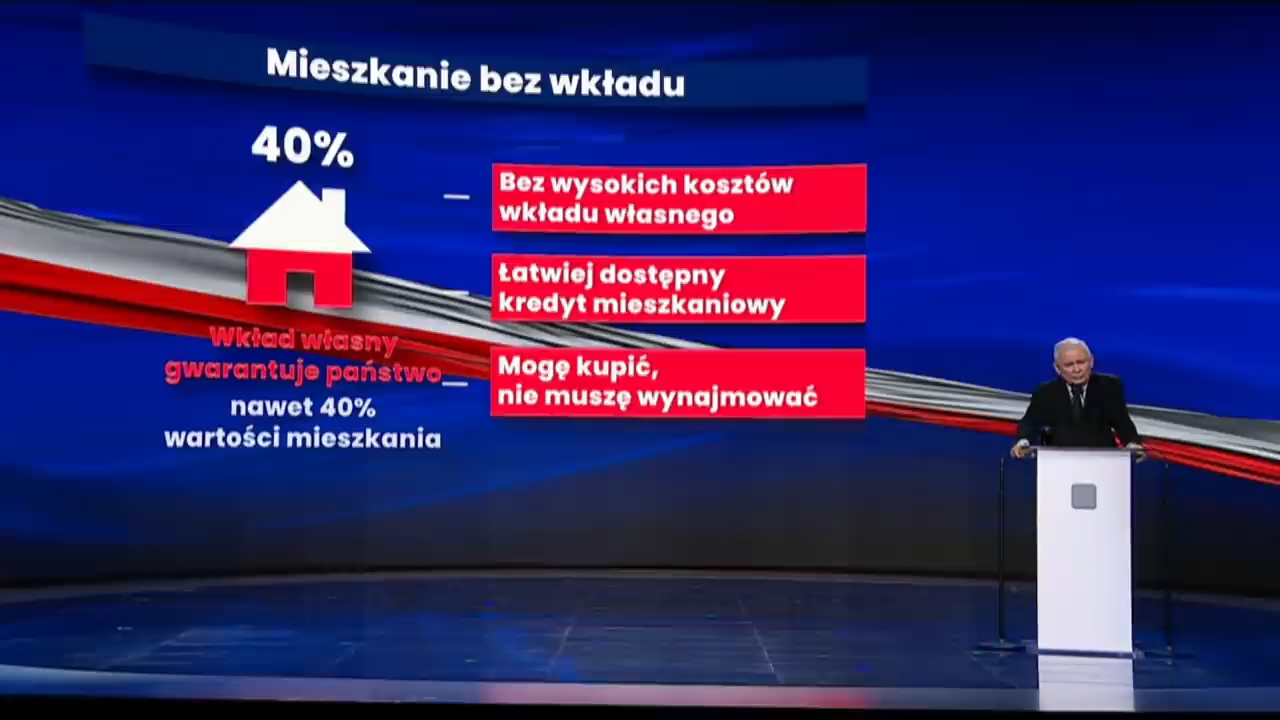 Mieszkanie bez wkładu
40%
Wkład własny
gwarantuje państwo
nawet 40%
wartości mieszkania
Bez wysokich kosztów
wkładu własnego
Łatwiej dostępny
kredyt mieszkaniowy
Mogę kupić,
nie muszę wynajmować